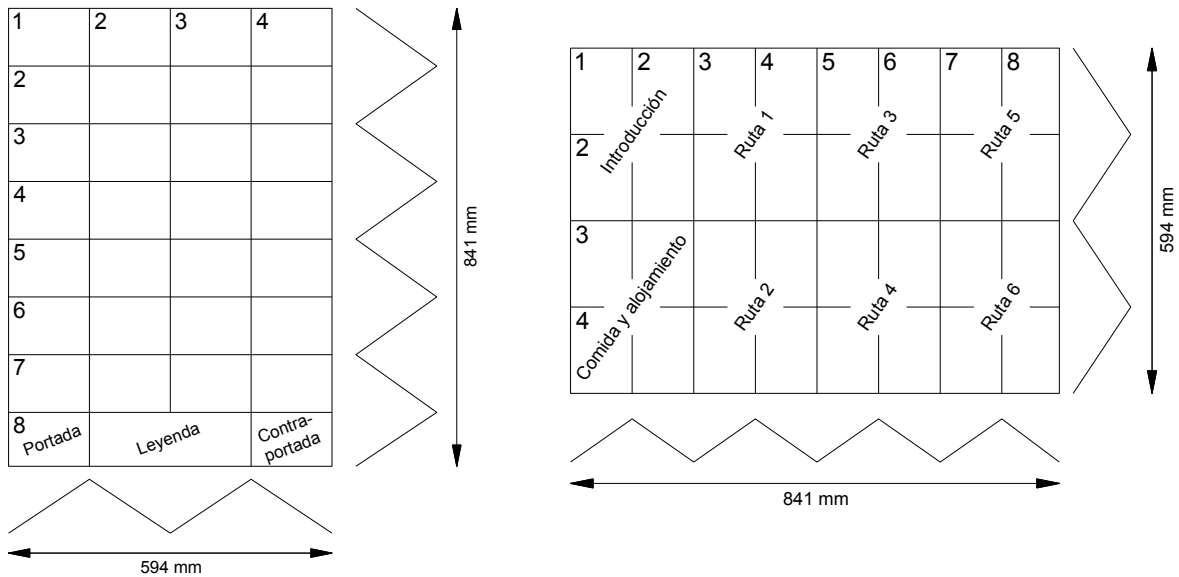 1 2 3 4
2
3
4
5
6
7
8
Portada
Leyenda
Contra-
portada
841 mm
594 mm
1 2 3 4 5 6 7 8
2
3
4
Introducción
Ruta 1
Ruta 3
Ruta 5
Comida y alojamiento
Ruta 2
Ruta 4
Ruta 6
594 mm
841 mm